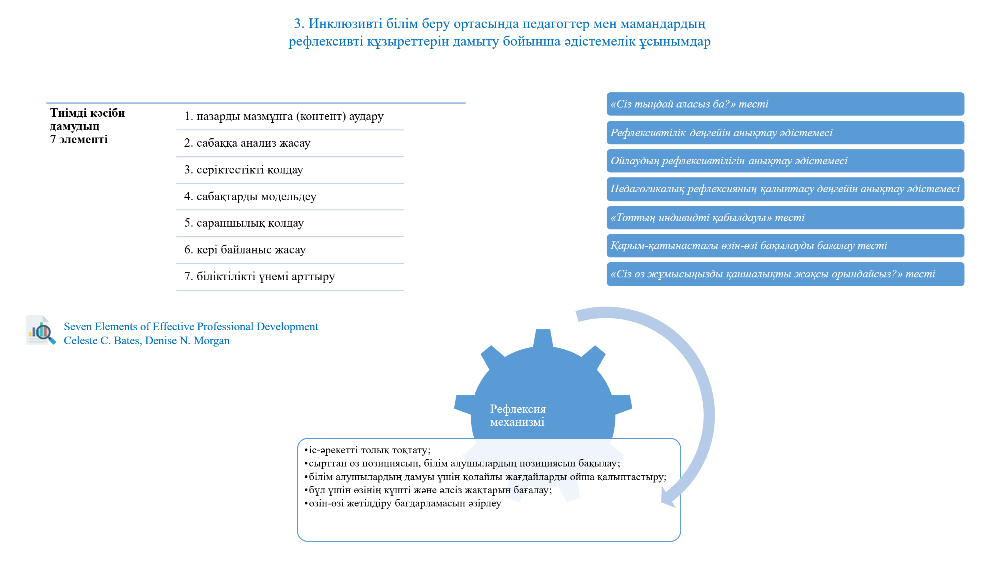 3. Инклюзивті білім беру ортасында педагогтер мен мамандардың
рефлексивті құзыреттерін дамыту бойынша әдістемелік ұсынымдар
Тиімді кәсіби
дамудың
7 элементі
1. назарды мазмұнға (контент) аудару
2. сабаққа анализ жасау
3. серіктестікті қолдау
4. сабақтарды модельдеу
5. сарапшылық қолдау
6. кері байланыс жасау
7. біліктілікті үнемі арттыру
Seven Elements of Effective Professional Development
Celeste C. Bates, Denise N. Morgan
«Сіз тыңдай аласыз ба?» тесті
Рефлексивтілік деңгейін анықтау әдістемесі
Ойлаудың рефлексивтілігін анықтау әдістемесі
Педагогикалық рефлексияның қалыптасу деңгейін анықтау әдістемесі
«Топтың индивидті қабылдауы» тесті
Қарым-қатынастағы өзін-өзі бақылауды бағалау тесті
«Сіз өз жұмысыңызды қаншалықты жақсы орындайсыз?» тесті
Рефлексия
механизмі
•іс-әрекетті толық тоқтату;
•сырттан өз позициясын, білім алушылардың позициясын бақылау;
•білім алушылардың дамуы үшін қолайлы жағдайларды ойша қалыптастыру;
•бұл үшін өзінің күшті және әлсіз жақтарын бағалау;
•өзін-өзі жетілдіру бағдарламасын әзірлеу